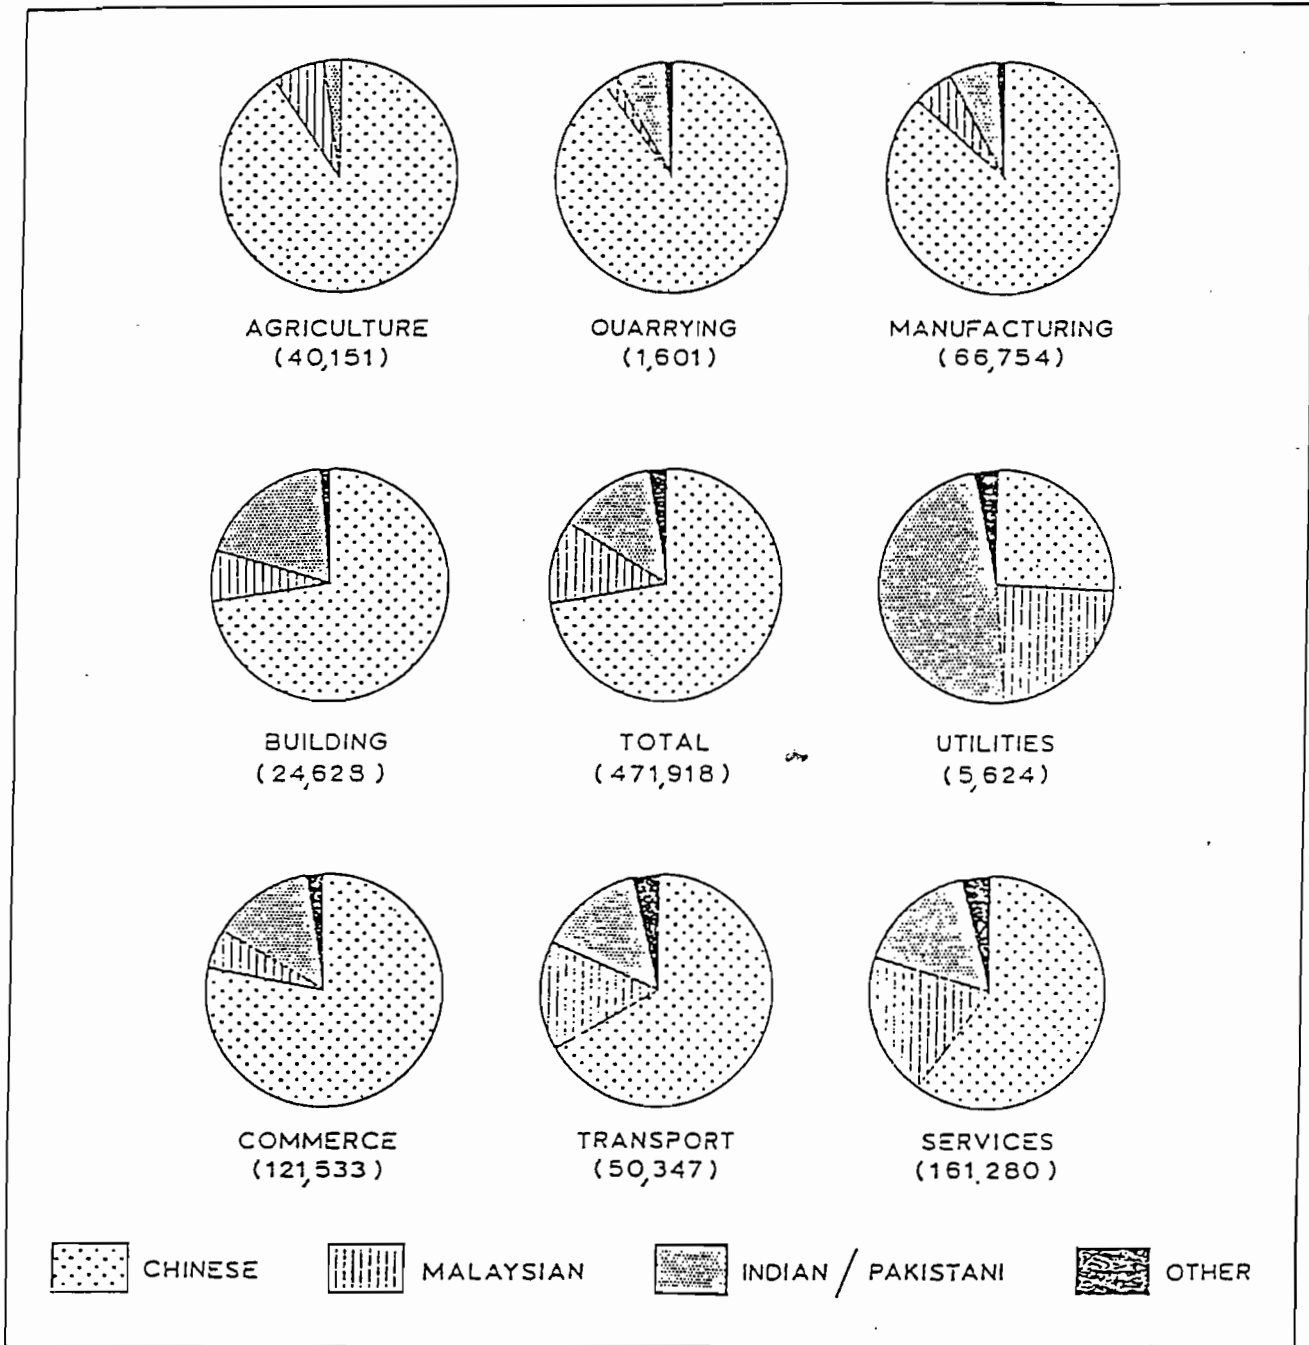 AGRICULTURE
(40,151)
QUARRYING
(1,601)
MANUFACTURING
(66,754)
BUILDING
(24,628)
TOTAL
(471,918)
UTILITIES
(5,624)
COMMERCE
(121,533)
TRANSPORT
(50,347)
SERVICES
(161,280)
CHINESE
MALAYSIAN
INDIAN / PAKISTANI
OTHER